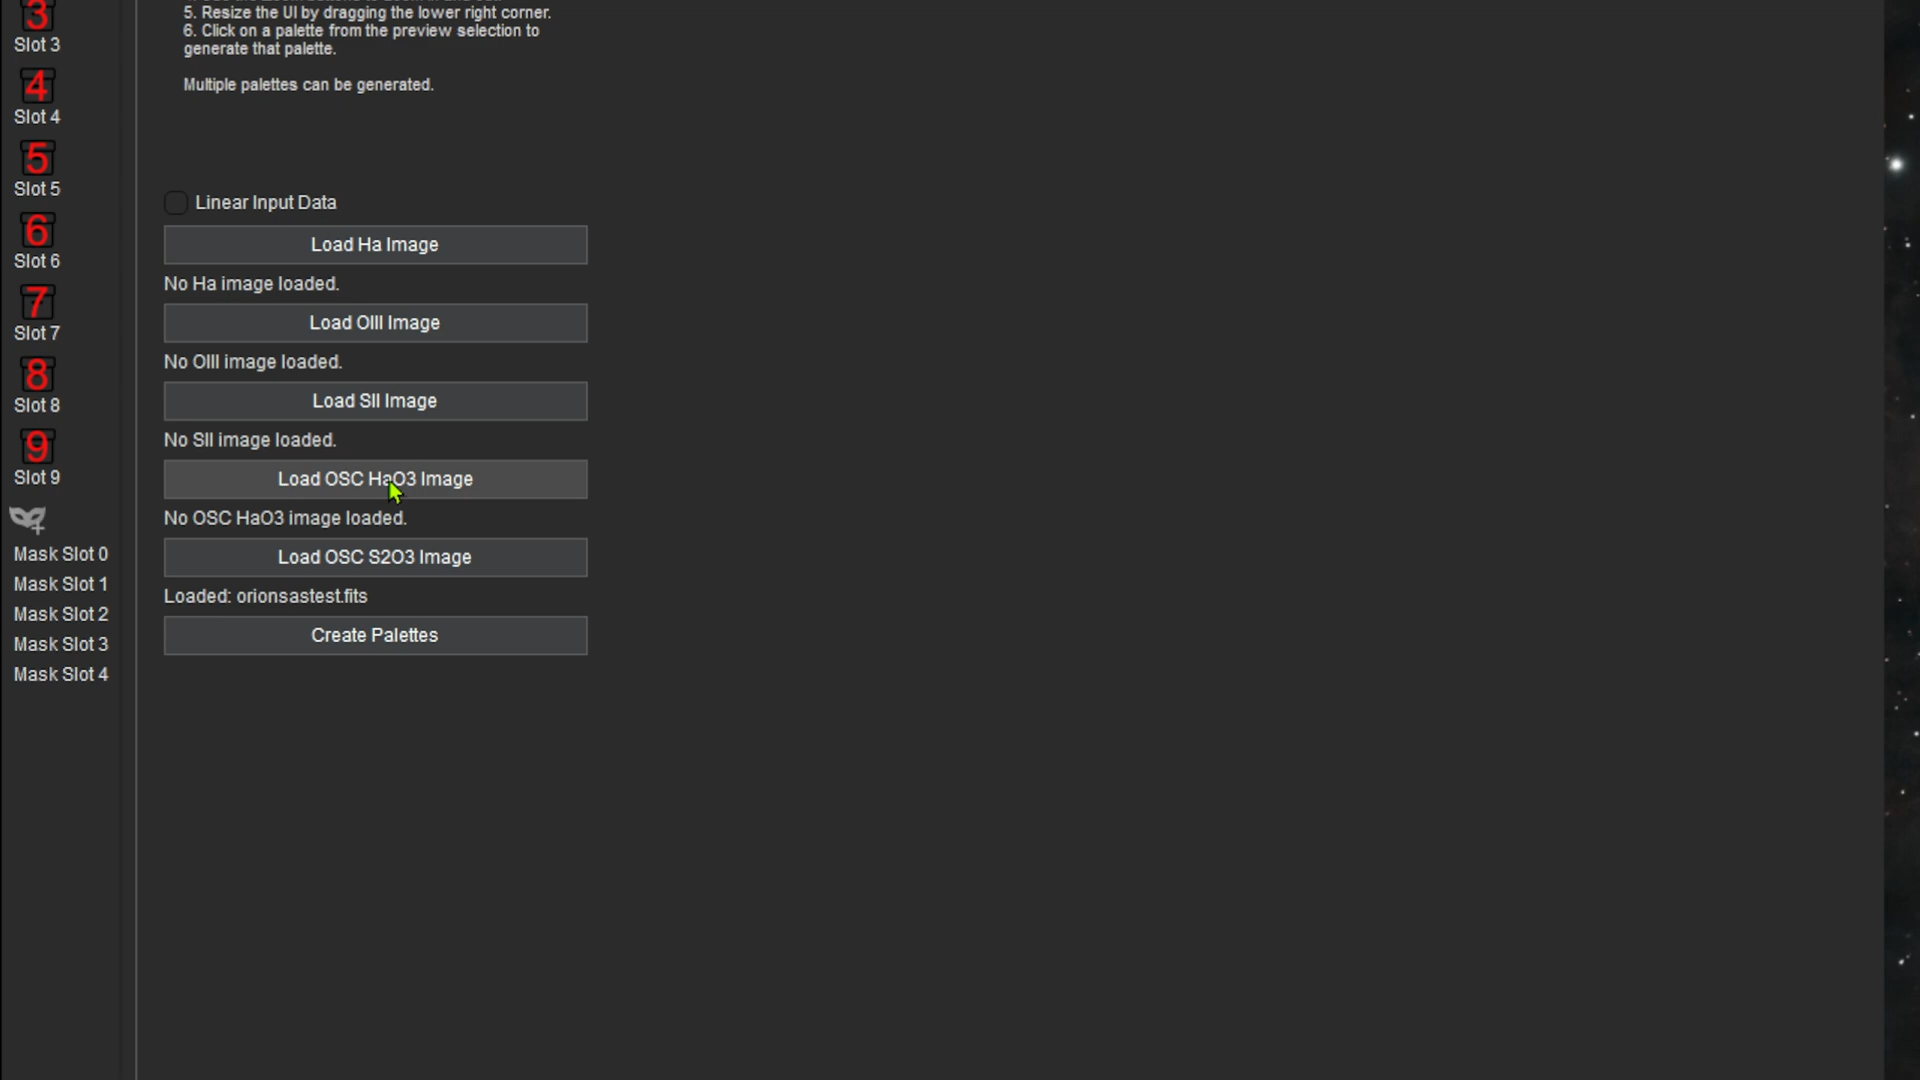 3
Slot 3
4
Slot 4
5
Slot 5
6
Slot 6
7
Slot 7
8
Slot 8
9
Slot 9
Mask Slot 0
Mask Slot 1
Mask Slot 2
Mask Slot 3
Mask Slot 4
5. Resize the UI by dragging the lower right corner.
6. Click on a palette from the preview selection to
generate that palette.
Multiple palettes can be generated.
Linear Input Data
Load Ha Image
No Ha image loaded.
Load OIII Image
No OIII image loaded.
Load SII Image
No SII image loaded.
Load OSC HaO3 Image
No OSC HaO3 image loaded.
Load OSC S2O3 Image
Loaded: orionsastest.fits
Create Palettes